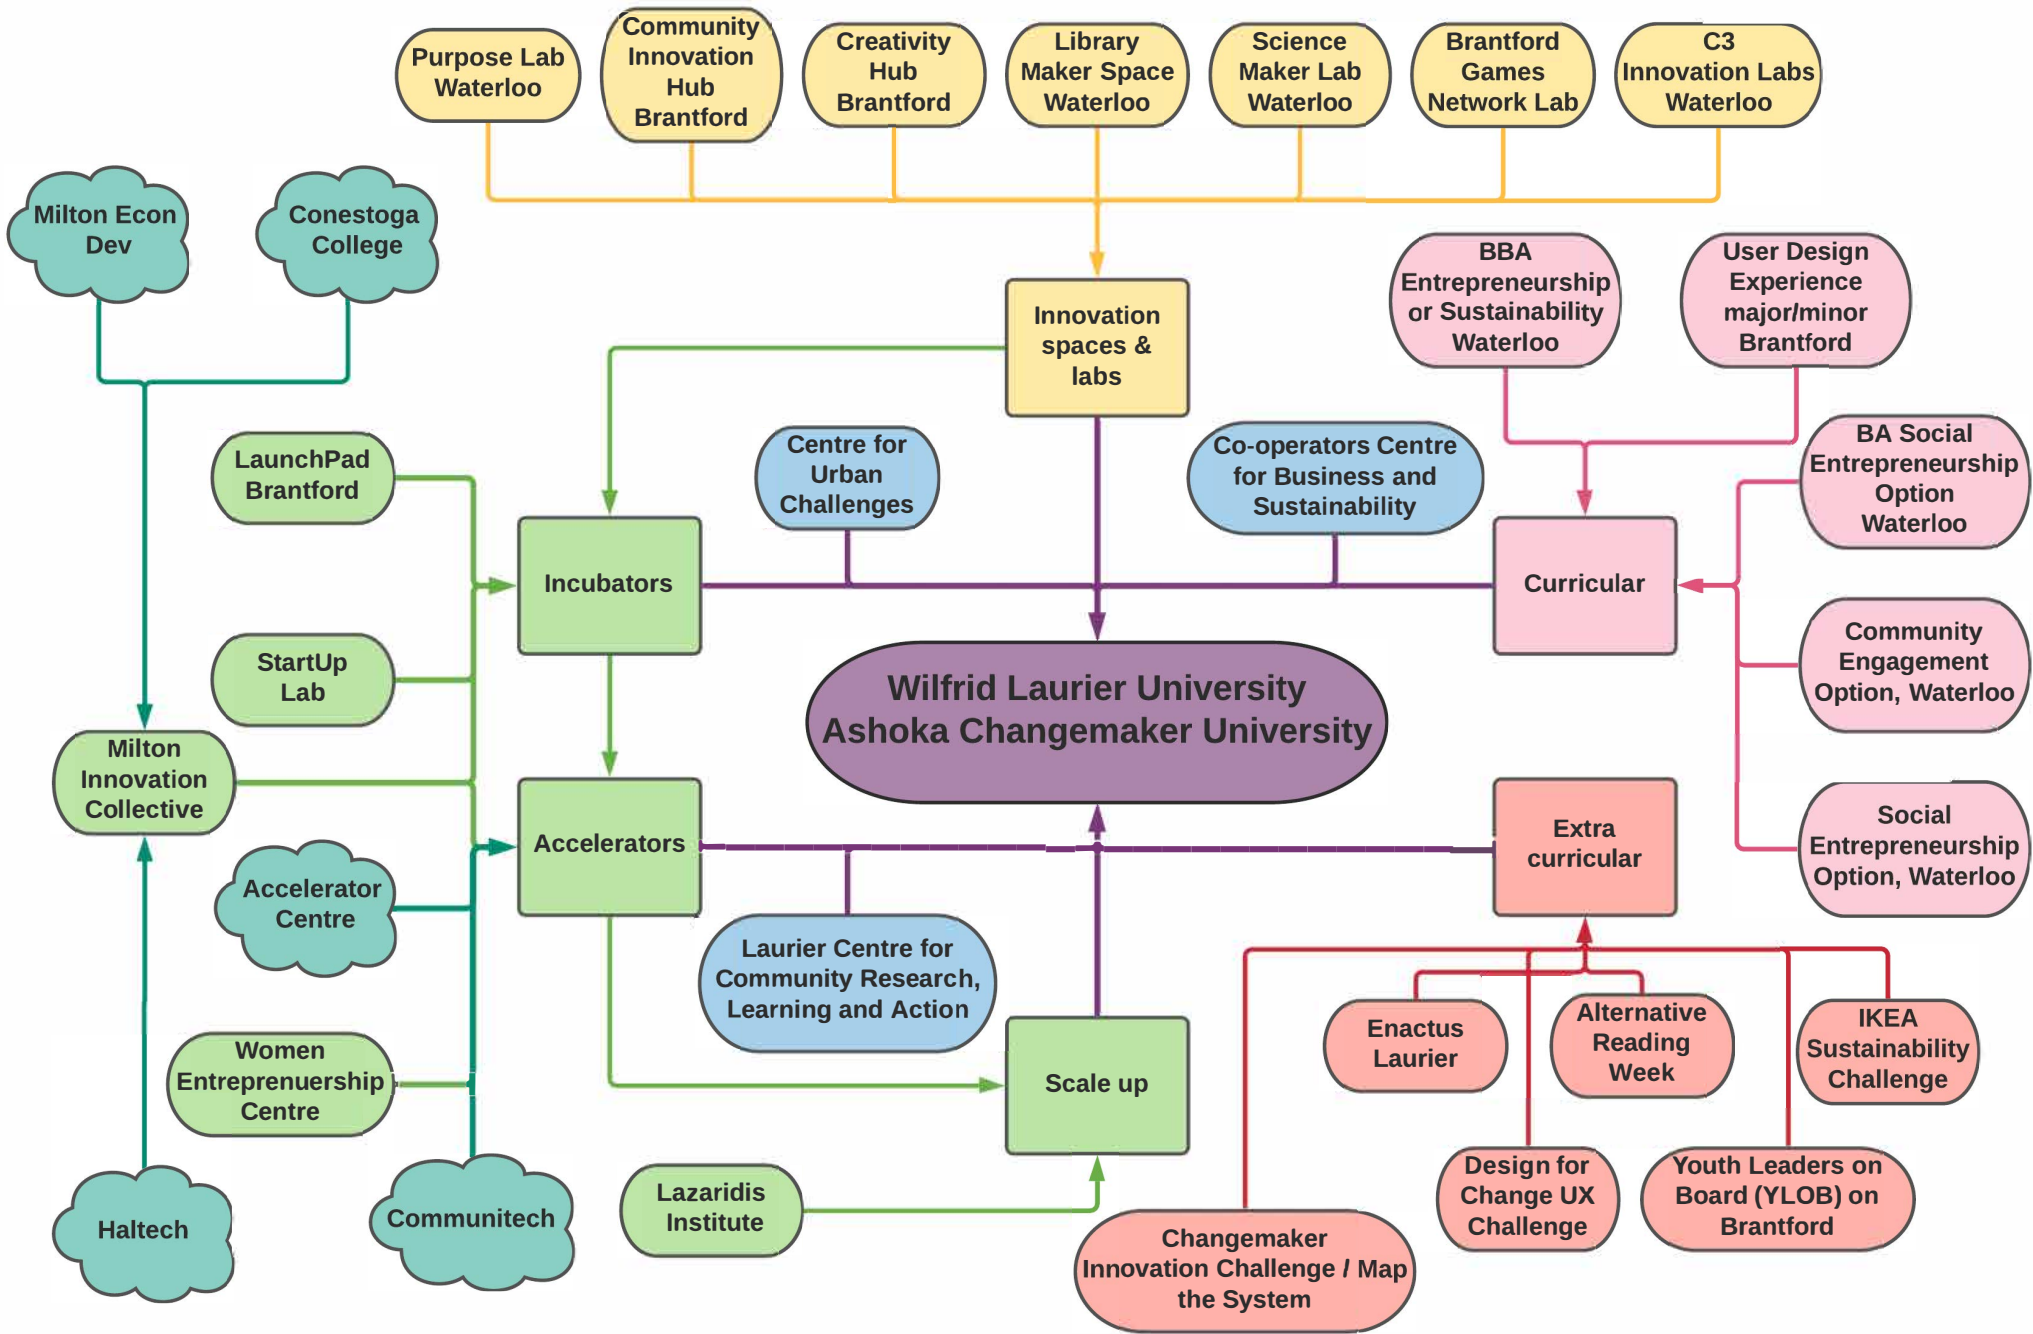 Purpose Lab
Waterloo
Community
Innovation
Hub
Brantford
Creativity
Hub
Brantford
Library
Maker Space
Waterloo
Science
Maker Lab
Waterloo
Brantford
Games
Network Lab
C3
Innovation Labs
Waterloo
Milton Econ
Dev
Conestoga
College
BBA
Entrepreneurship
or Sustainability
Waterloo
User Design
Experience
major/minor
Brantford
Innovation
spaces &
labs
LaunchPad
Brantford
Centre for
Urban
Challenges
Co-operators Centre
for Business and
Sustainability
BA Social
Entrepreneurship
Option
Waterloo
Incubators
Curricular
StartUp
Lab
Wilfrid Laurier University
Ashoka Changemaker University
Community
Engagement
Option, Waterloo
Milton
Innovation
Collective
Accelerators
Extra
curricular
Social
Entrepreneurship
Option, Waterloo
Accelerator
Centre
Laurier Centre for
Community Research,
Learning and Action
Enactus
Laurier
Alternative
Reading
Week
IKEA
Sustainability
Challenge
Women
Entreprenuership
Centre
Scale up
Haltech
Communitech
Lazaridis
Institute
Design for
Change UX
Challenge
Youth Leaders on
Board (YLOB) on
Brantford
Changemaker
Innovation Challenge / Map
the System